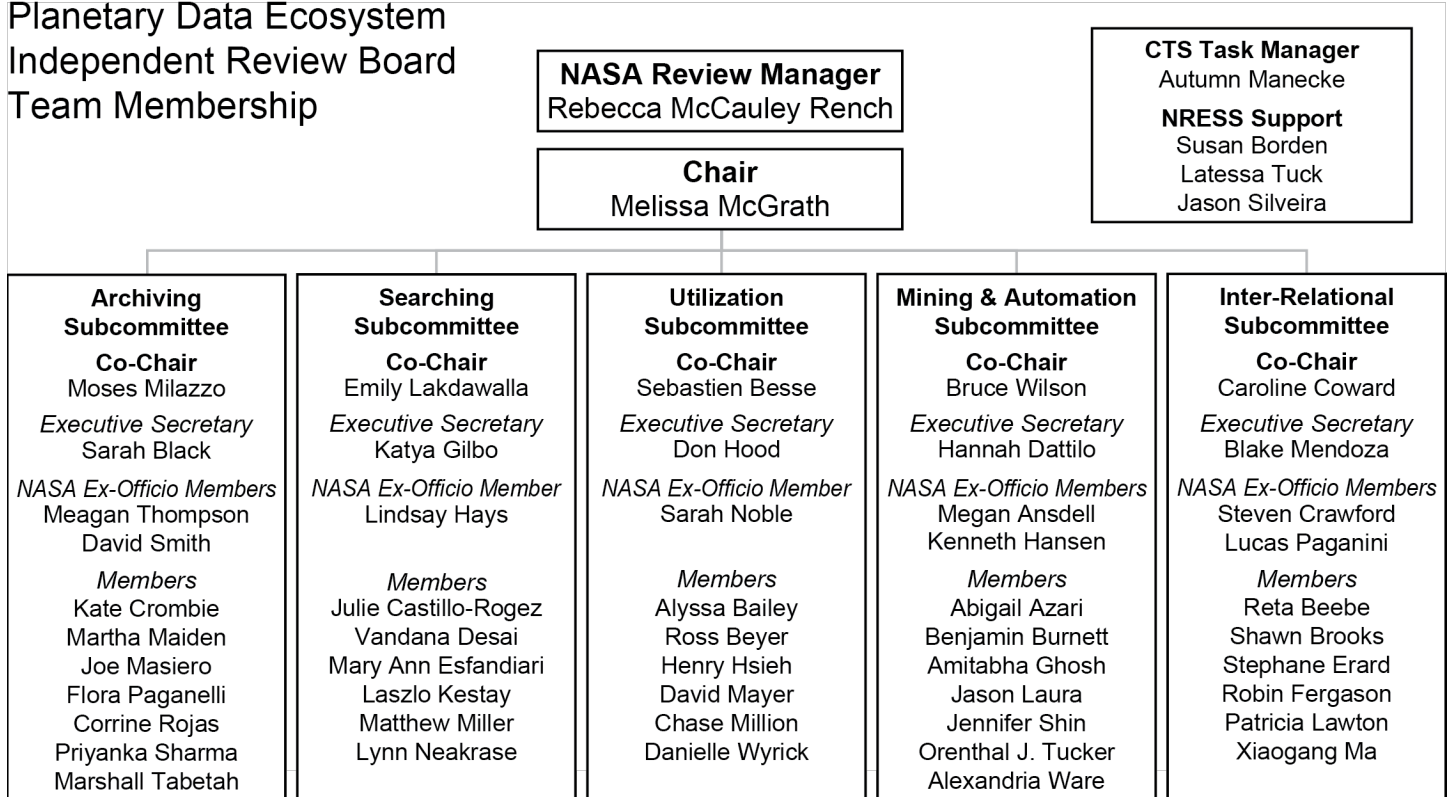 Planetary Data Ecosystem
Independent Review Board
Team Membership
NASA Review Manager
Rebecca McCauley Rench
Chair
Melissa McGrath
CTS Task Manager
Autumn Manecke
NRESS Support
Susan Borden
Latessa Tuck
Jason Silveira
Archiving
Subcommittee
Co-Chair
Moses Milazzo
Executive Secretary
Sarah Black
NASA Ex-Officio Members
Meagan Thompson
David Smith
Members
Kate Crombie
Martha Maiden
Joe Masiero
Flora Paganelli
Corrine Rojas
Priyanka Sharma
Marshall Tabetah
Searching
Subcommittee
Co-Chair
Emily Lakdawalla
Executive Secretary
Katya Gilbo
NASA Ex-Officio Member
Lindsay Hays
Members
Julie Castillo-Rogez
Vandana Desai
Mary Ann Esfandiari
Laszlo Kestay
Matthew Miller
Lynn Neakrase
Utilization
Subcommittee
Co-Chair
Sebastien Besse
Executive Secretary
Don Hood
NASA Ex-Officio Member
Sarah Noble
Members
Alyssa Bailey
Ross Beyer
Henry Hsieh
David Mayer
Chase Million
Danielle Wyrick
Mining & Automation
Subcommittee
Co-Chair
Bruce Wilson
Executive Secretary
Hannah Dattilo
NASA Ex-Officio Members
Megan Ansdell
Kenneth Hansen
Members
Abigail Azari
Benjamin Burnett
Amitabha Ghosh
Jason Laura
Jennifer Shin
Orenthal J. Tucker
Alexandria Ware
Inter-Relational
Subcommittee
Co-Chair
Caroline Coward
Executive Secretary
Blake Mendoza
NASA Ex-Officio Members
Steven Crawford
Lucas Paganini
Members
Reta Beebe
Shawn Brooks
Stephane Erard
Robin Fergason
Patricia Lawton
Xiaogang Ma